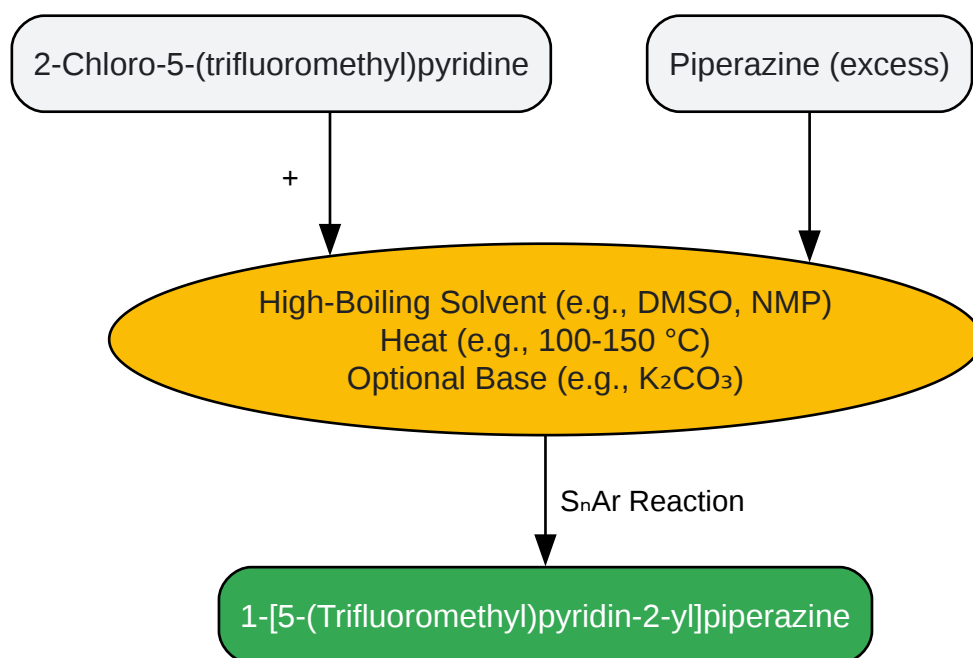 2-Chloro-5-(trifluoromethyl)pyridine
Piperazine (excess)
+
High-Boiling Solvent (e.g., DMSO, NMP)
Heat (e.g., 100-150 °C)
Optional Base (e.g., K₂CO₃)
SₙAr Reaction
1-[5-(Trifluoromethyl)pyridin-2-yl]piperazine